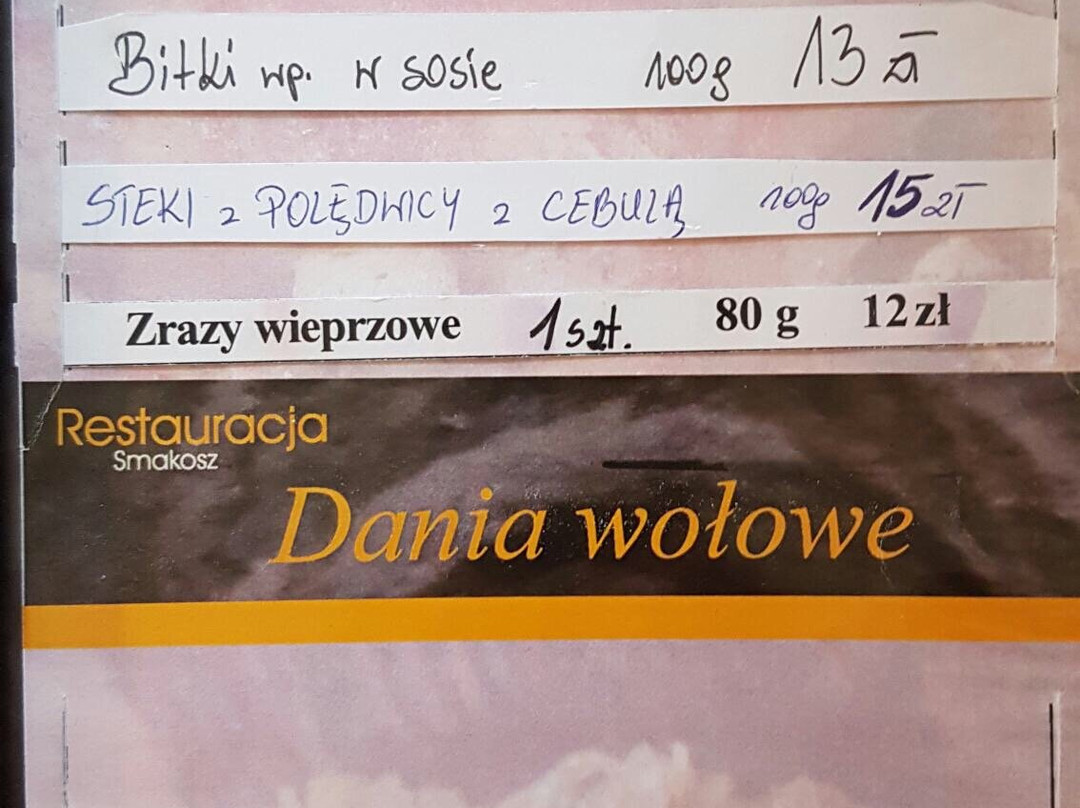 Bitki wp. w sosie 100g 13 zł
STEKI z POLĘDWICY z CEBULĄ 100g 15 zł
Zrazy wieprzowe 1 szt. 80 g 12 zł
Restauracja
Smakosz
Dania wołowe